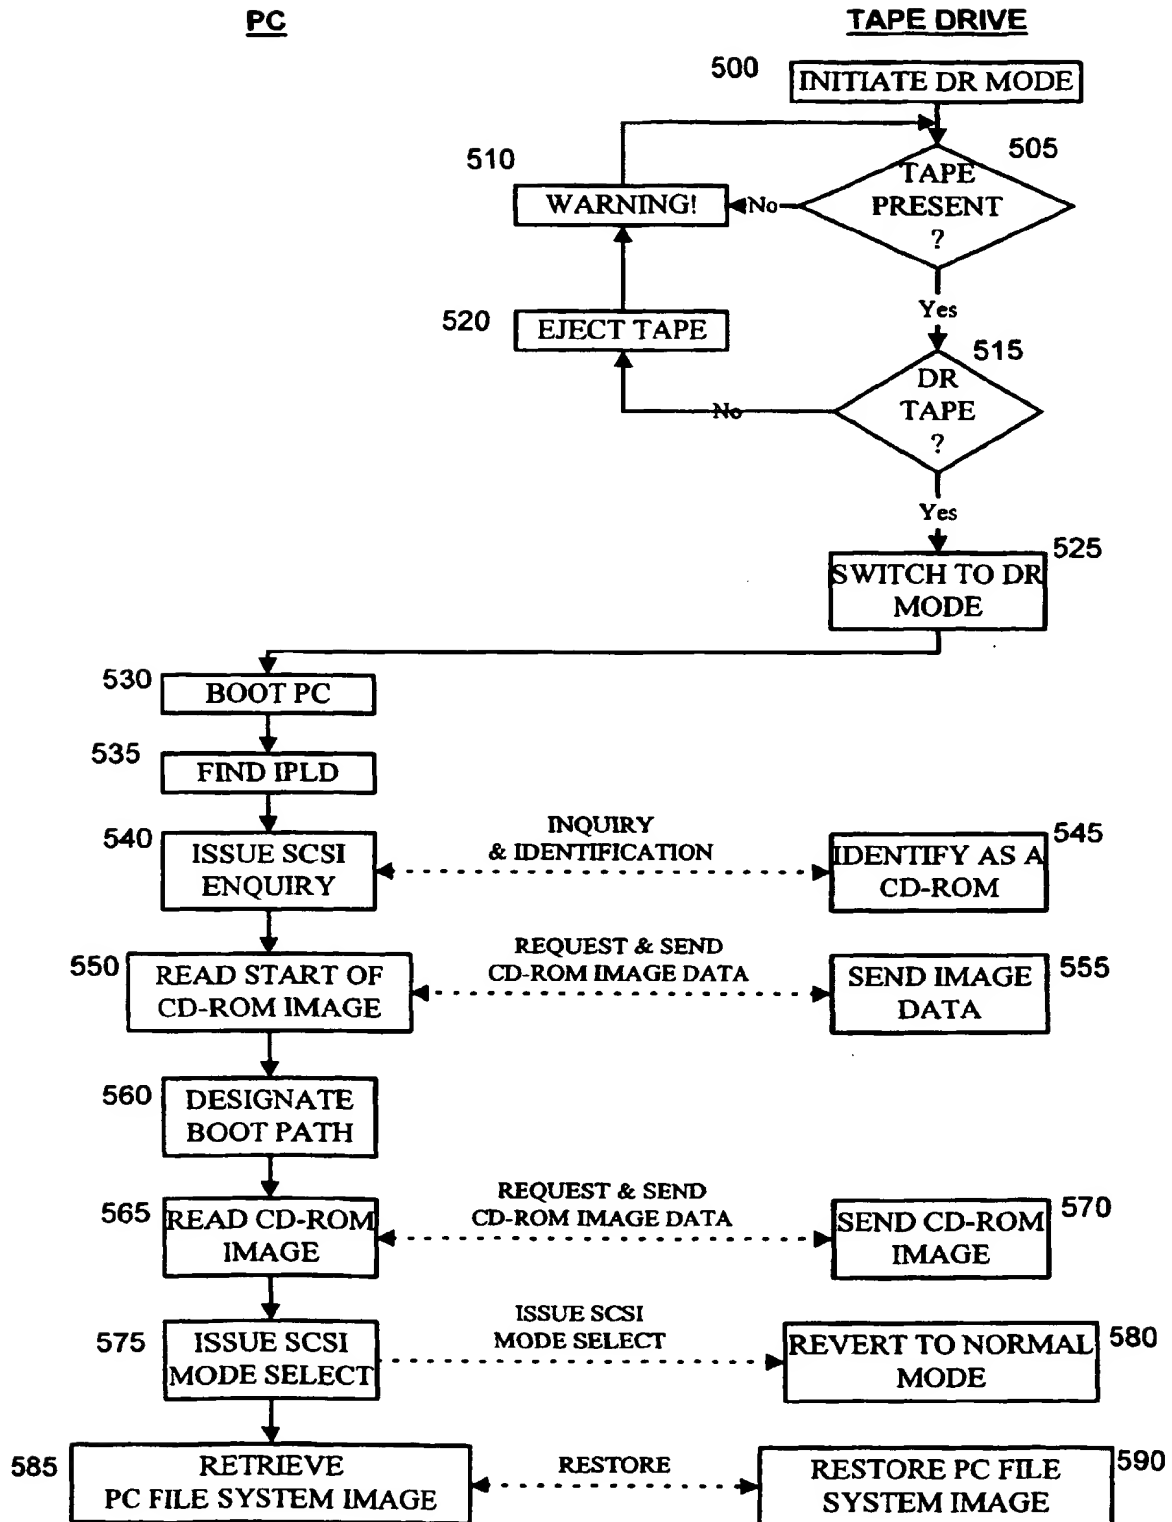 PC
TAPE DRIVE
500
INITIATE DR MODE
505
TAPE
PRESENT
?
510
WARNING!
No
Yes
520
EJECT TAPE
515
DR
TAPE
?
No
Yes
525
SWITCH TO DR
MODE
530
BOOT PC
535
FIND IPLD
540
ISSUE SCSI
ENQUIRY
INQUIRY
& IDENTIFICATION
545
IDENTIFY AS A
CD-ROM
550
READ START OF
CD-ROM IMAGE
REQUEST & SEND
CD-ROM IMAGE DATA
555
SEND IMAGE
DATA
560
DESIGNATE
BOOT PATH
565
READ CD-ROM
IMAGE
REQUEST & SEND
CD-ROM IMAGE DATA
570
SEND CD-ROM
IMAGE
575
ISSUE SCSI
MODE SELECT
ISSUE SCSI
MODE SELECT
580
REVERT TO NORMAL
MODE
585
RETRIEVE
PC FILE SYSTEM IMAGE
RESTORE
590
RESTORE PC FILE
SYSTEM IMAGE